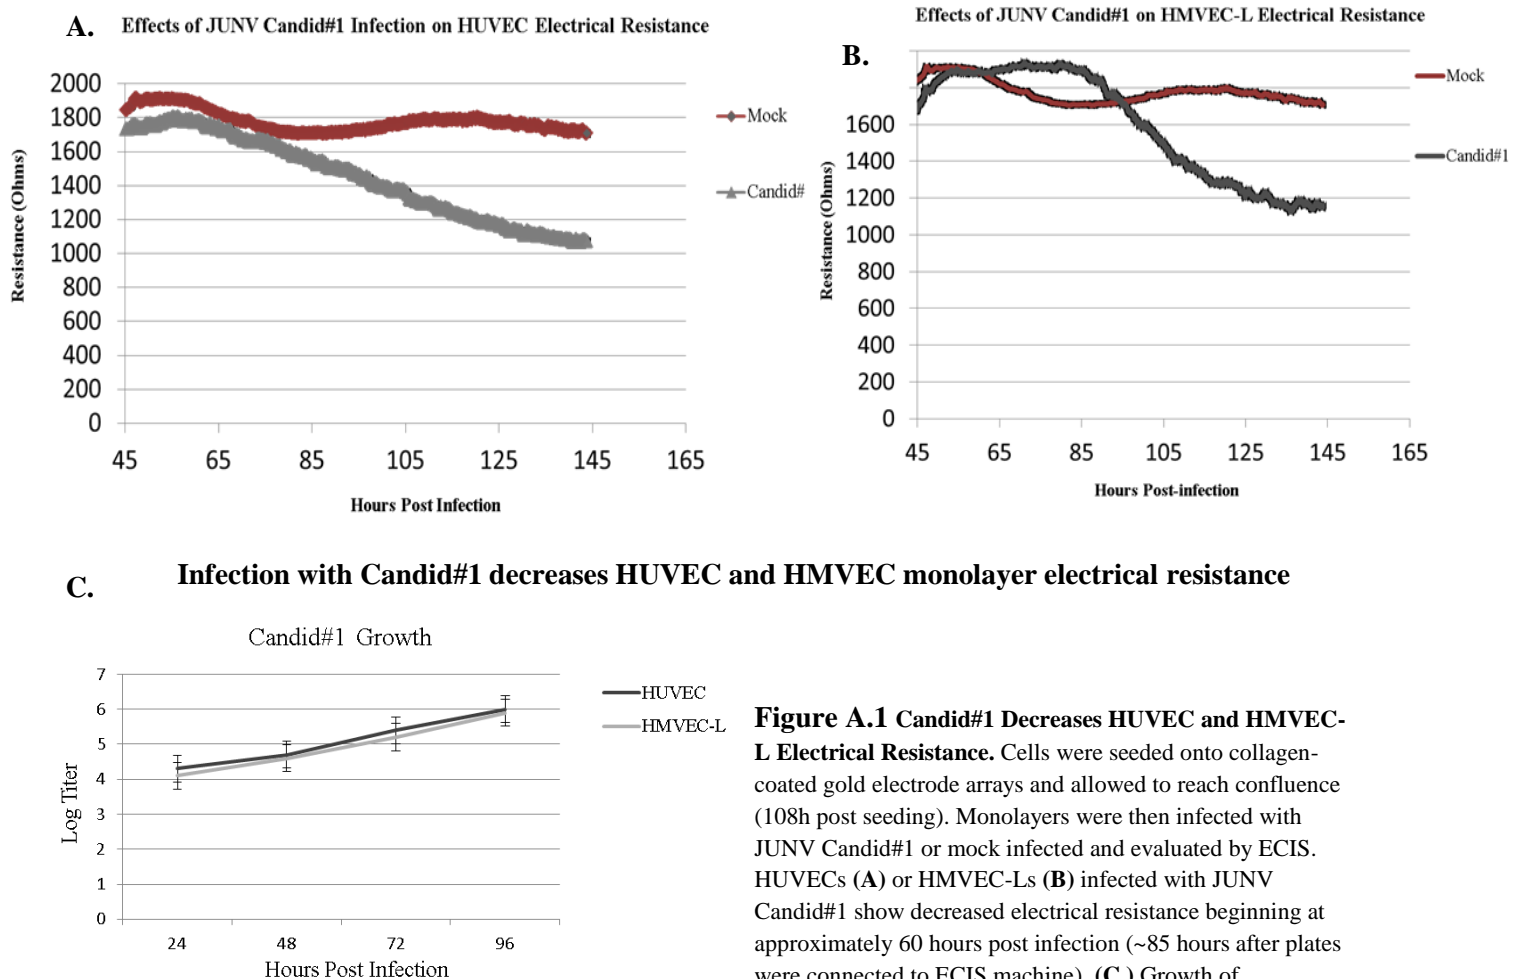 A. Effects of JUNV Candid#1 Infection on HUVEC Electrical Resistance
2000
1800
1600
1400
1200
1000
800
600
400
200
0
Resistance (Ohms)
45 65 85 105 125 145 165
Hours Post Infection
Mock
Candid#
B. Effects of JUNV Candid#1 on HMVEC-L Electrical Resistance
1600
1400
1200
1000
800
600
400
200
0
Resistance (Ohms)
45 65 85 105 125 145 165
Hours Post-infection
Mock
Candid#1
C. Infection with Candid#1 decreases HUVEC and HMVEC monolayer electrical resistance
Candid#1 Growth
7
6
5
4
3
2
1
0
Log Titer
24 48 72 96
Hours Post Infection
HUVEC
HMVEC-L
Figure A.1 Candid#1 Decreases HUVEC and HMVEC-
L Electrical Resistance. Cells were seeded onto collagen-
coated gold electrode arrays and allowed to reach confluence
(108h post seeding). Monolayers were then infected with
JUNV Candid#1 or mock infected and evaluated by ECIS.
HUVECs (A) or HMVEC-Ls (B) infected with JUNV
Candid#1 show decreased electrical resistance beginning at
approximately 60 hours post infection (~85 hours after plates
were connected to ECIS machine). (C.) Growth of